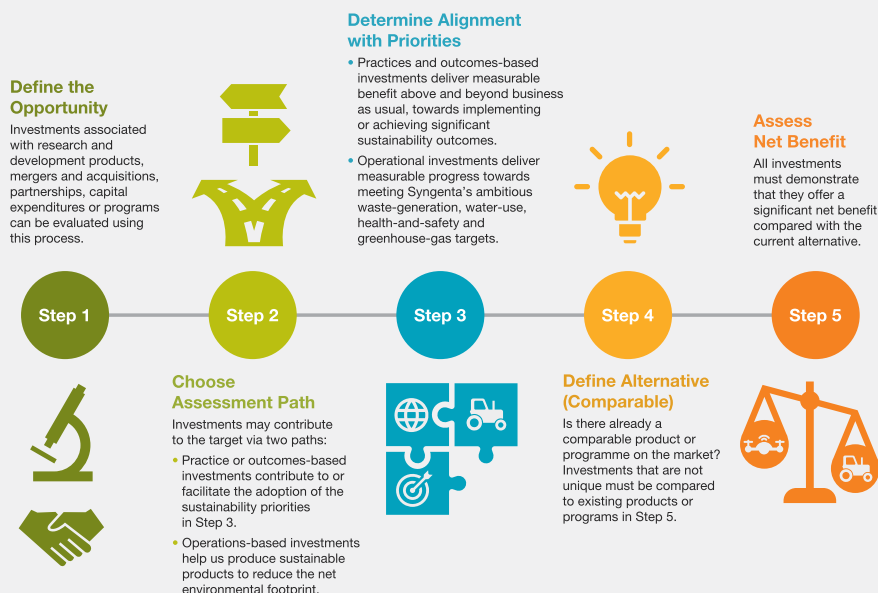 Define the
Opportunity
Investments associated
with research and
development products,
mergers and acquisitions,
partnerships, capital
expenditures or programs
can be evaluated using
this process.
Determine Alignment
with Priorities
• Practices and outcomes-based
investments deliver measurable
benefit above and beyond business
as usual, towards implementing
or achieving significant
sustainability outcomes.
• Operational investments deliver
measurable progress towards
meeting Syngenta's ambitious
waste-generation, water-use,
health-and-safety and
greenhouse-gas targets.
Assess
Net Benefit
All investments
must demonstrate
that they offer a
significant net benefit
compared with the
current alternative.
Step 1
Step 2
Step 3
Step 4
Step 5
Choose
Assessment Path
Investments may contribute
to the target via two paths:
• Practice or outcomes-based
investments contribute to or
facilitate the adoption of the
sustainability priorities
in Step 3.
• Operations-based investments
help us produce sustainable
products to reduce the net
environmental footprint.
Define Alternative
(Comparable)
Is there already a
comparable product or
programme on the market?
Investments that are not
unique must be compared
to existing products or
programs in Step 5.